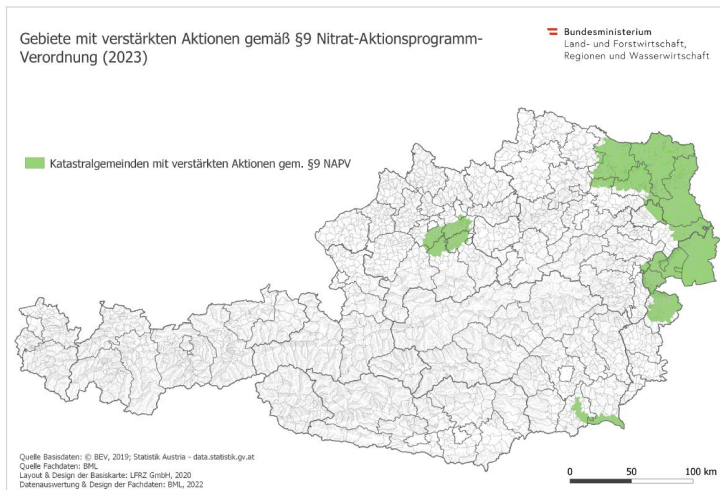 Gebiete mit verstärkten Aktionen gemäß §9 Nitrat-Aktionsprogramm-
Verordnung (2023)
Bundesministerium
Land- und Forstwirtschaft,
Regionen und Wasserwirtschaft
Katastralgemeinden mit verstärkten Aktionen gem. §9 NAPV
Quelle Basisdaten: © BEV, 2019; Statistik Austria - data.statistik.gv.at
Quelle Fachdaten: BML
Layout & Design der Basiskarte: LFRZ GmbH, 2020
Datenauswertung & Design der Fachdaten: BML, 2022
0 50 100 km